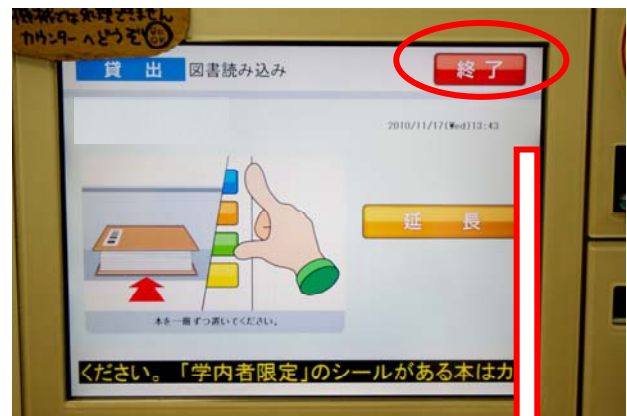 機械では処理できません
カウンターへどうぞ
貸 出 図書読み込み
終 了
2010/11/17(Wed)13:43
延 長
本を一冊ずつ置いてください。
ください。「学内者限定」のシールがある本はカ